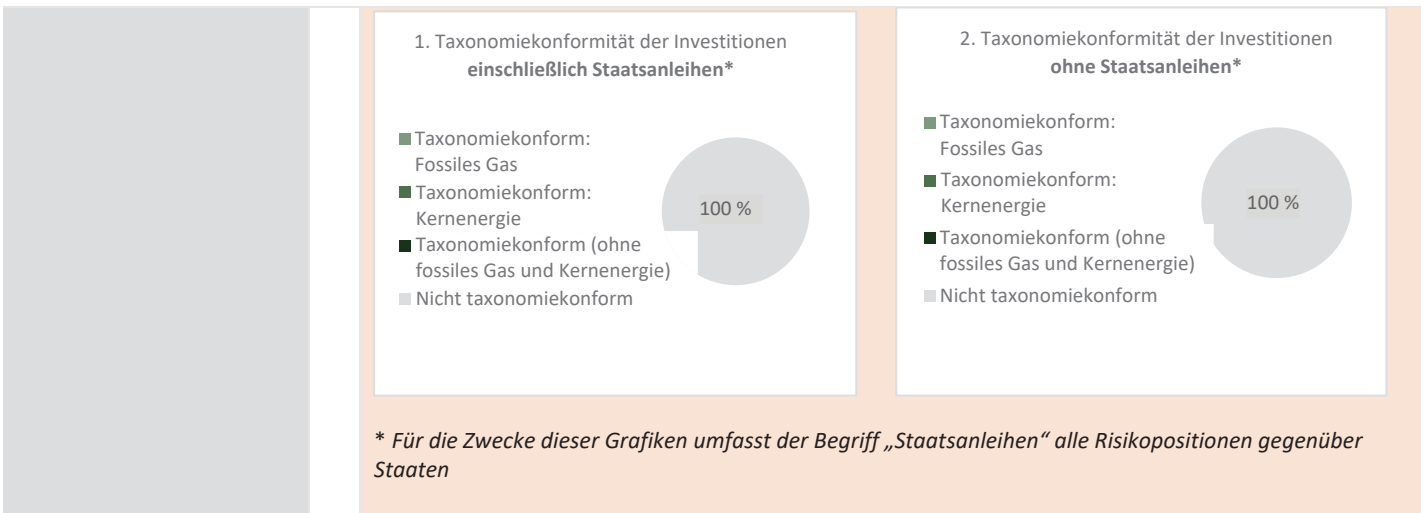 1. Taxonomiekonformität der Investitionen
einschließlich Staatsanleihen*
Taxonomiekonform:
Fossiles Gas
Taxonomiekonform:
Kernenergie
Taxonomiekonform (ohne
fossiles Gas und Kernenergie)
Nicht taxonomiekonform
100 %
2. Taxonomiekonformität der Investitionen
ohne Staatsanleihen*
Taxonomiekonform:
Fossiles Gas
Taxonomiekonform:
Kernenergie
Taxonomiekonform (ohne
fossiles Gas und Kernenergie)
Nicht taxonomiekonform
100 %
* Für die Zwecke dieser Grafiken umfasst der Begriff „Staatsanleihen“ alle Risikopositionen gegenüber
Staaten